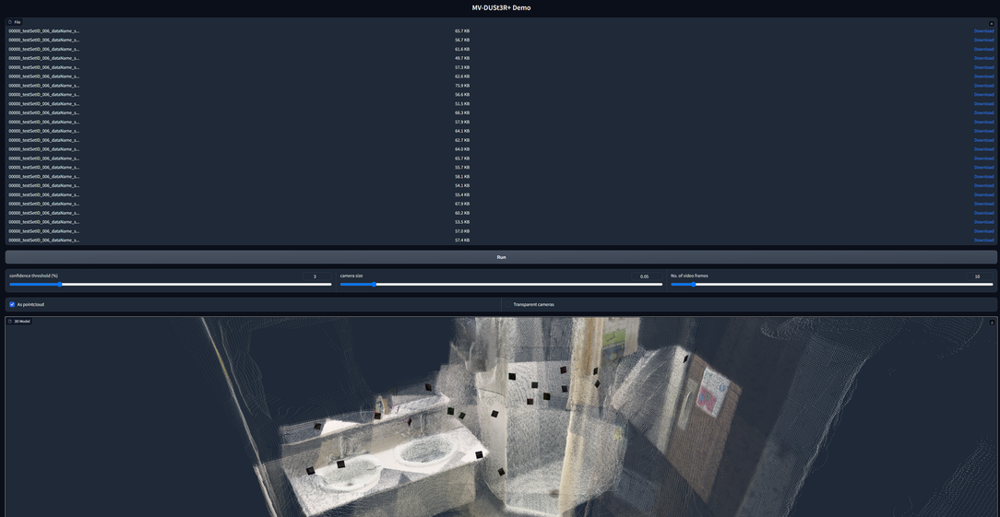 MV-DUSt3R+ Demo
File
00000_testSetID_006_dataName_s... 65.7 KB Download
00000_testSetID_006_dataName_s... 56.7 KB Download
00000_testSetID_006_dataName_s... 61.6 KB Download
00000_testSetID_006_dataName_s... 49.7 KB Download
00000_testSetID_006_dataName_s... 57.3 KB Download
00000_testSetID_006_dataName_s... 62.6 KB Download
00000_testSetID_006_dataName_s... 75.9 KB Download
00000_testSetID_006_dataName_s... 56.6 KB Download
00000_testSetID_006_dataName_s... 51.5 KB Download
00000_testSetID_006_dataName_s... 66.3 KB Download
00000_testSetID_006_dataName_s... 57.9 KB Download
00000_testSetID_006_dataName_s... 64.1 KB Download
00000_testSetID_006_dataName_s... 62.7 KB Download
00000_testSetID_006_dataName_s... 64.0 KB Download
00000_testSetID_006_dataName_s... 65.7 KB Download
00000_testSetID_006_dataName_s... 55.7 KB Download
00000_testSetID_006_dataName_s... 58.1 KB Download
00000_testSetID_006_dataName_s... 54.1 KB Download
00000_testSetID_006_dataName_s... 55.4 KB Download
00000_testSetID_006_dataName_s... 67.9 KB Download
00000_testSetID_006_dataName_s... 60.2 KB Download
00000_testSetID_006_dataName_s... 53.5 KB Download
00000_testSetID_006_dataName_s... 57.0 KB Download
00000_testSetID_006_dataName_s... 57.4 KB Download
Run
confidence threshold (%) 3 camera size 0.05 No. of video frames 10
As pointcloud Transparent cameras
3D Model